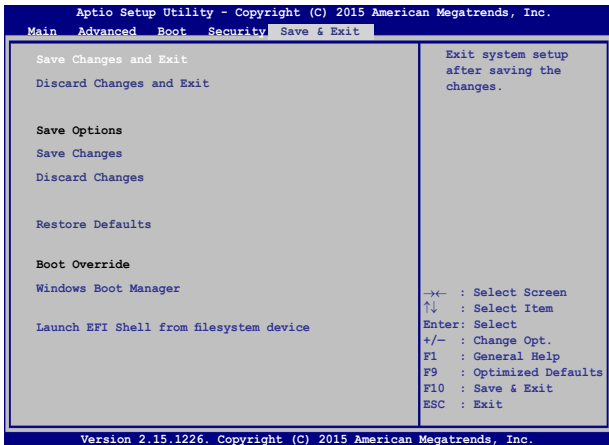 Aptio Setup Utility - Copyright (C) 2015 American Megatrends, Inc.
Main Advanced Boot Security Save & Exit
Save Changes and Exit
Discard Changes and Exit
Save Options
Save Changes
Discard Changes
Restore Defaults
Boot Override
Windows Boot Manager
Launch EFI Shell from filesystem device
Exit system setup
after saving the
changes.
→← : Select Screen
↑↓ : Select Item
Enter: Select
+/— : Change Opt.
F1 : General Help
F9 : Optimized Defaults
F10 : Save & Exit
ESC : Exit
Version 2.15.1226. Copyright (C) 2015 American Megatrends, Inc.